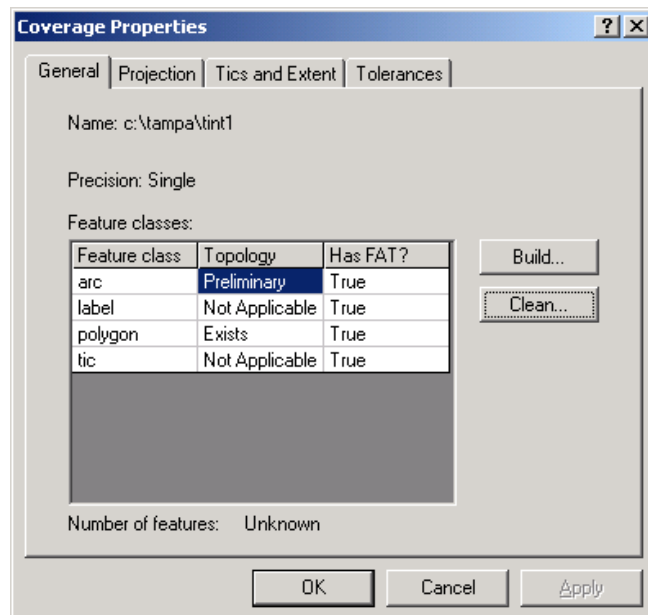 Coverage Properties
General Projection Tics and Extent Tolerances
Name: c:\tampa\tint1
Precision: Single
Feature classes:
Feature class Topology Has FAT?
arc Preliminary True
label Not Applicable True
polygon Exists True
tic Not Applicable True
Build...
Clean...
Number of features: Unknown
OK Cancel Apply